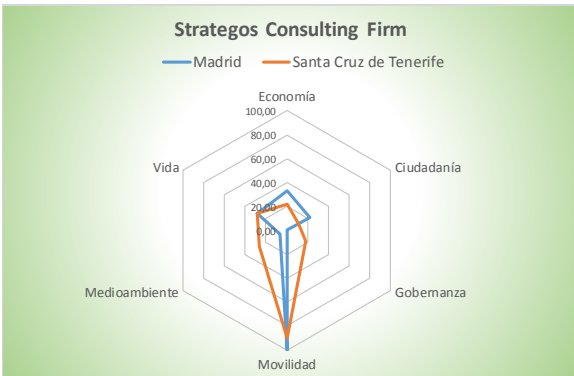 Strategos Consulting Firm
Madrid Santa Cruz de Tenerife
Economía
100,00
80,00
Vida Ciudadanía
60,00
40,00
20,00
0,00
Medioambiente Gobernanza
Movilidad